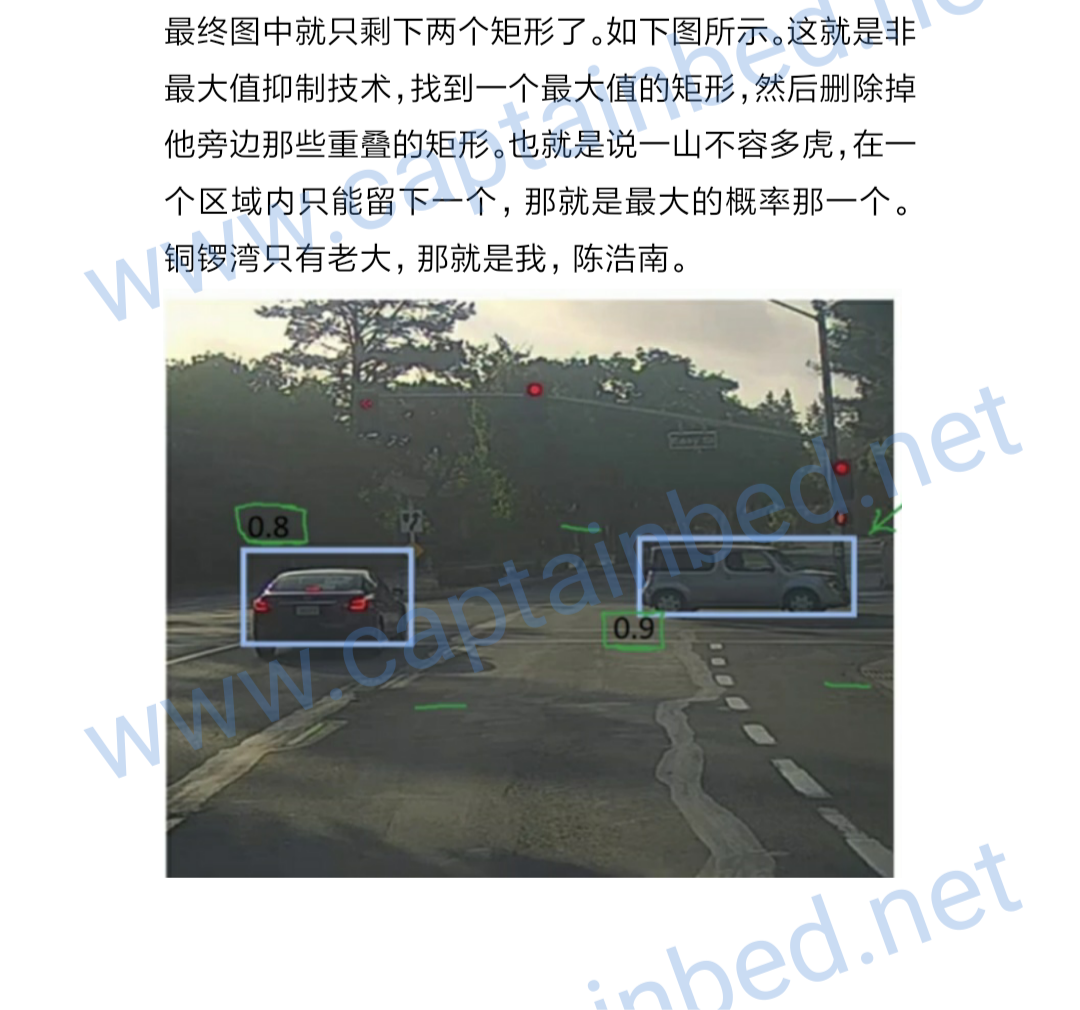 最终图中就只剩下两个矩形了。如下图所示。这就是非
最大值抑制技术,找到一个最大值的矩形,然后删除掉
他旁边那些重叠的矩形。也就是说一山不容多虎,在一
个区域内只能留下一个, 那就是最大的概率那一个。
铜锣湾只有老大, 那就是我, 陈浩南。
0.8
0.9
www.captainbed.net
www.captainbed.net
inbed.net